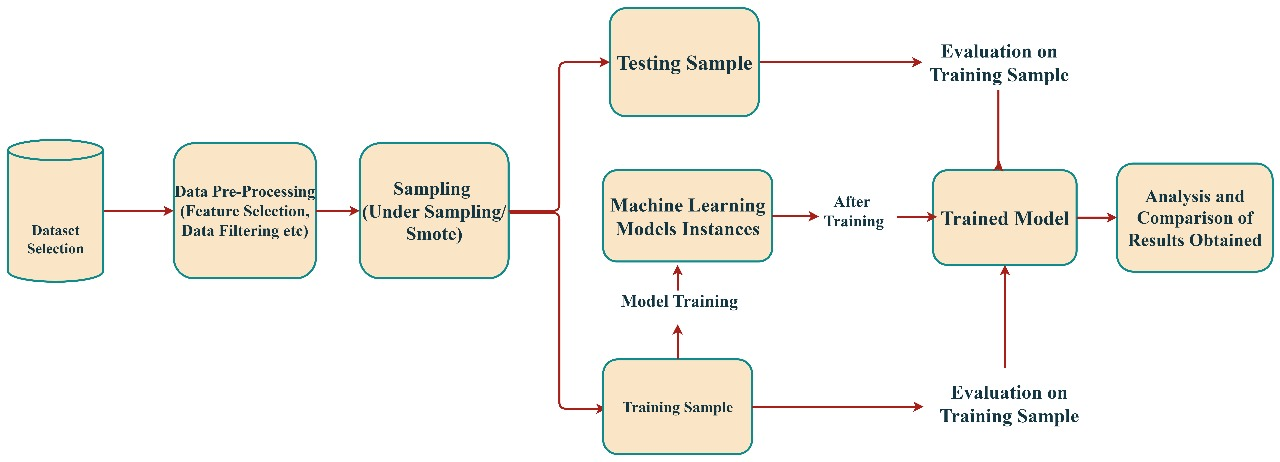 Dataset
Selection
Data Pre-Processing
(Feature Selection,
Data Filtering etc)
Sampling
(Under Sampling/
Smote)
Testing Sample
Evaluation on
Training Sample
Machine Learning
Models Instances
After
Training
Trained Model
Analysis and
Comparison of
Results Obtained
Model Training
Training Sample
Evaluation on
Training Sample